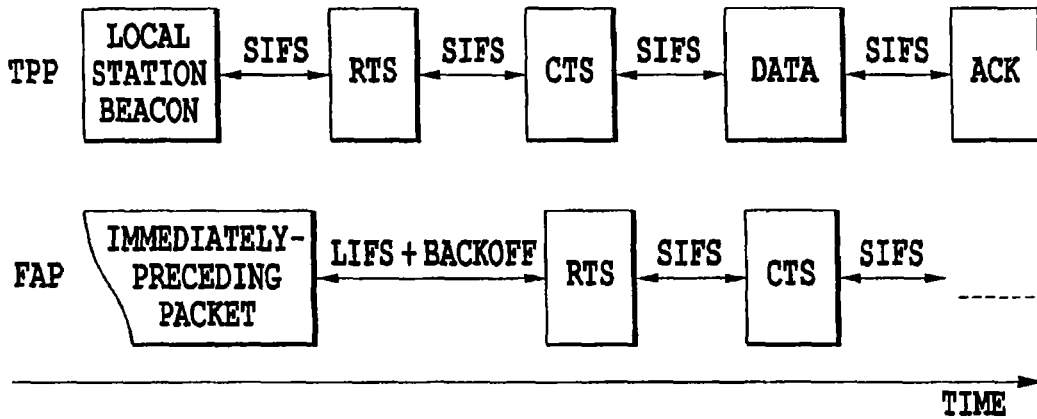 TPP
LOCAL
STATION
BEACON
SIFS
RTS
SIFS
CTS
SIFS
DATA
SIFS
ACK
FAP
IMMEDIATELY-
PRECEDING
PACKET
LIFS + BACKOFF
RTS
SIFS
CTS
SIFS
TIME